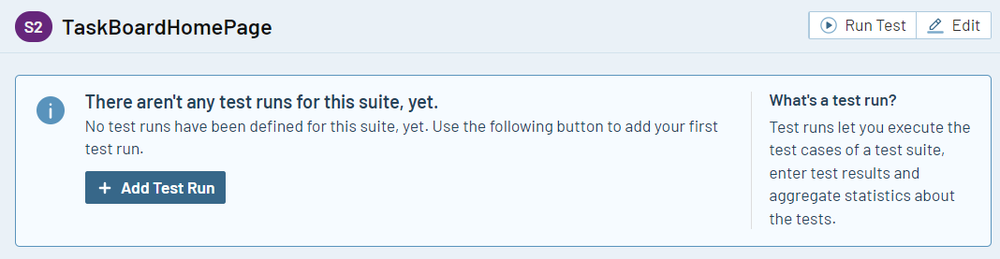 S2 TaskBoardHomePage
Run Test Edit
There aren't any test runs for this suite, yet.
No test runs have been defined for this suite, yet. Use the following button to add your first
test run.
+ Add Test Run
What's a test run?
Test runs let you execute the
test cases of a test suite,
enter test results and
aggregate statistics about
the tests.